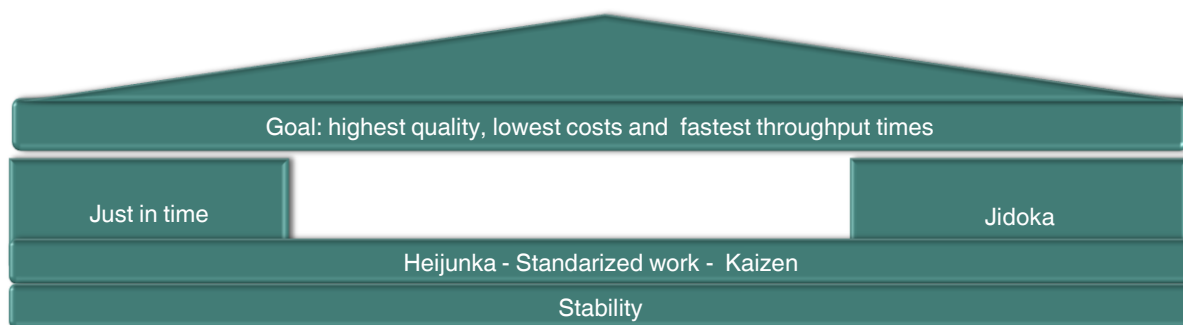 Goal: highest quality, lowest costs and fastest throughput times
Just in time
Jidoka
Heijunka - Standarized work - Kaizen
Stability